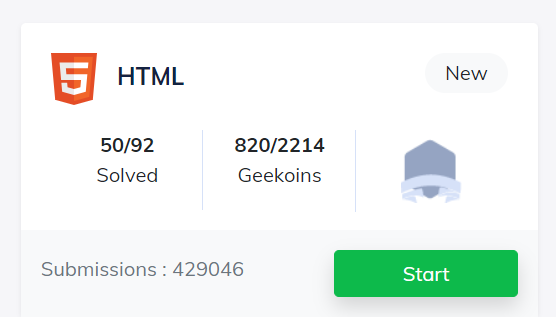 HTML
New
50/92
Solved
820/2214
Geekoins
Submissions : 429046
Start